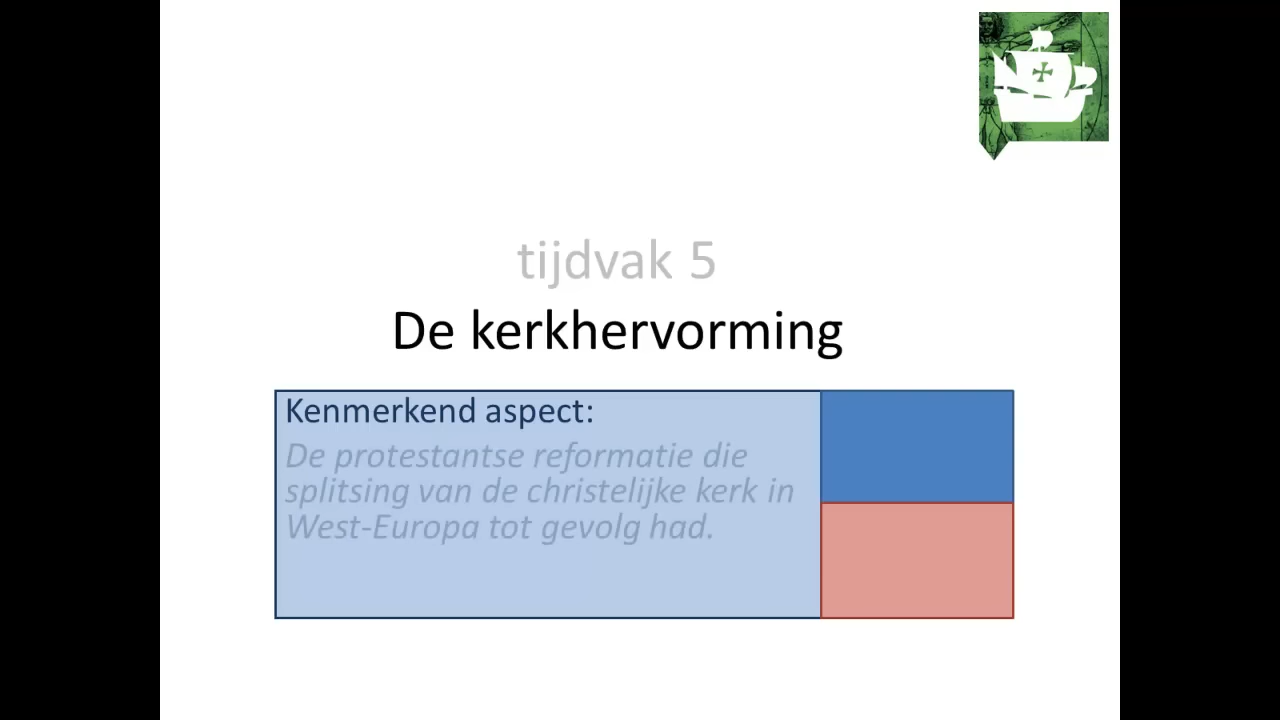 tijdvak 5
De kerkhervorming
Kenmerkend aspect:
De protestantse reformatie die
splitsing van de christelijke kerk in
West-Europa tot gevolg had.